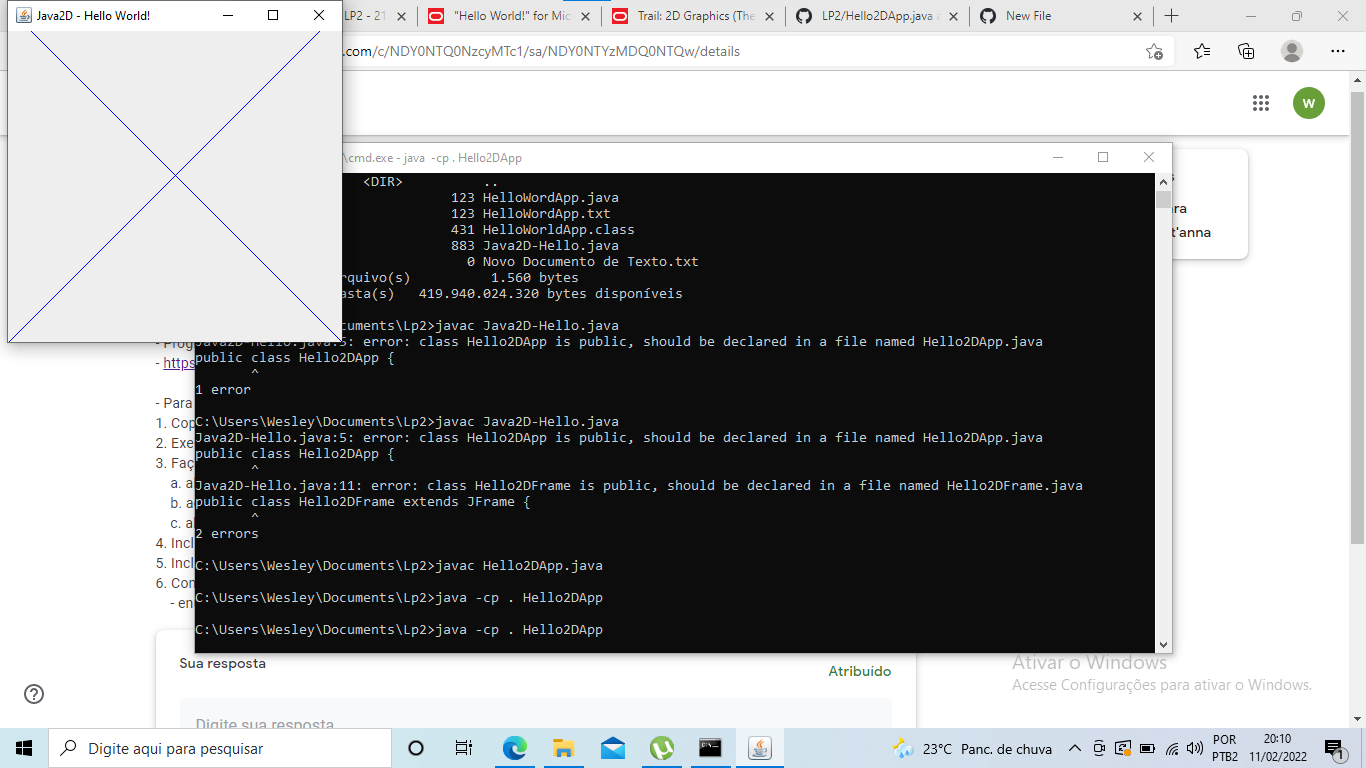 Java2D - Hello World!
LP2 - 21
"Hello World!" for Mic
Trail: 2D Graphics (The
LP2/Hello2DApp.java
New File
.com/c/NDY0NTQ0NzcyMTc1/sa/NDY0NTYzMDQ0NTQw/details
W
\cmd.exe - java -cp . Hello2DApp
<DIR> ..
123 HelloWordApp.java
123 HelloWordApp.txt
431 HelloWorldApp.class
883 Java2D-Hello.java
0 Novo Documento de Texto.txt
rquivo(s) 1.560 bytes
asta(s) 419.940.024.320 bytes disponíveis
cuments\Lp2>javac Java2D-Hello.java
Java2D-Hello.java:5: error: class Hello2DApp is public, should be declared in a file named Hello2DApp.java
public class Hello2DApp {
^
1 error
C:\Users\Wesley\Documents\Lp2>javac Java2D-Hello.java
Java2D-Hello.java:5: error: class Hello2DApp is public, should be declared in a file named Hello2DApp.java
public class Hello2DApp {
^
Java2D-Hello.java:11: error: class Hello2DFrame is public, should be declared in a file named Hello2DFrame.java
public class Hello2DFrame extends JFrame {
^
2 errors
C:\Users\Wesley\Documents\Lp2>javac Hello2DApp.java
C:\Users\Wesley\Documents\Lp2>java -cp . Hello2DApp
C:\Users\Wesley\Documents\Lp2>java -cp . Hello2DApp
s
ra
t'anna
- Prog
- https
- Para
1. Cop
2. Exe
3. Faç
a. a
b. a
c. a
4. Incl
5. Incl
6. Con
- en
Sua resposta
Atribuído
Digite sua resposta
Ativar o Windows
Acesse Configurações para ativar o Windows.
Digite aqui para pesquisar
23°C Panc. de chuva
POR
PTB2
20:10
11/02/2022
1